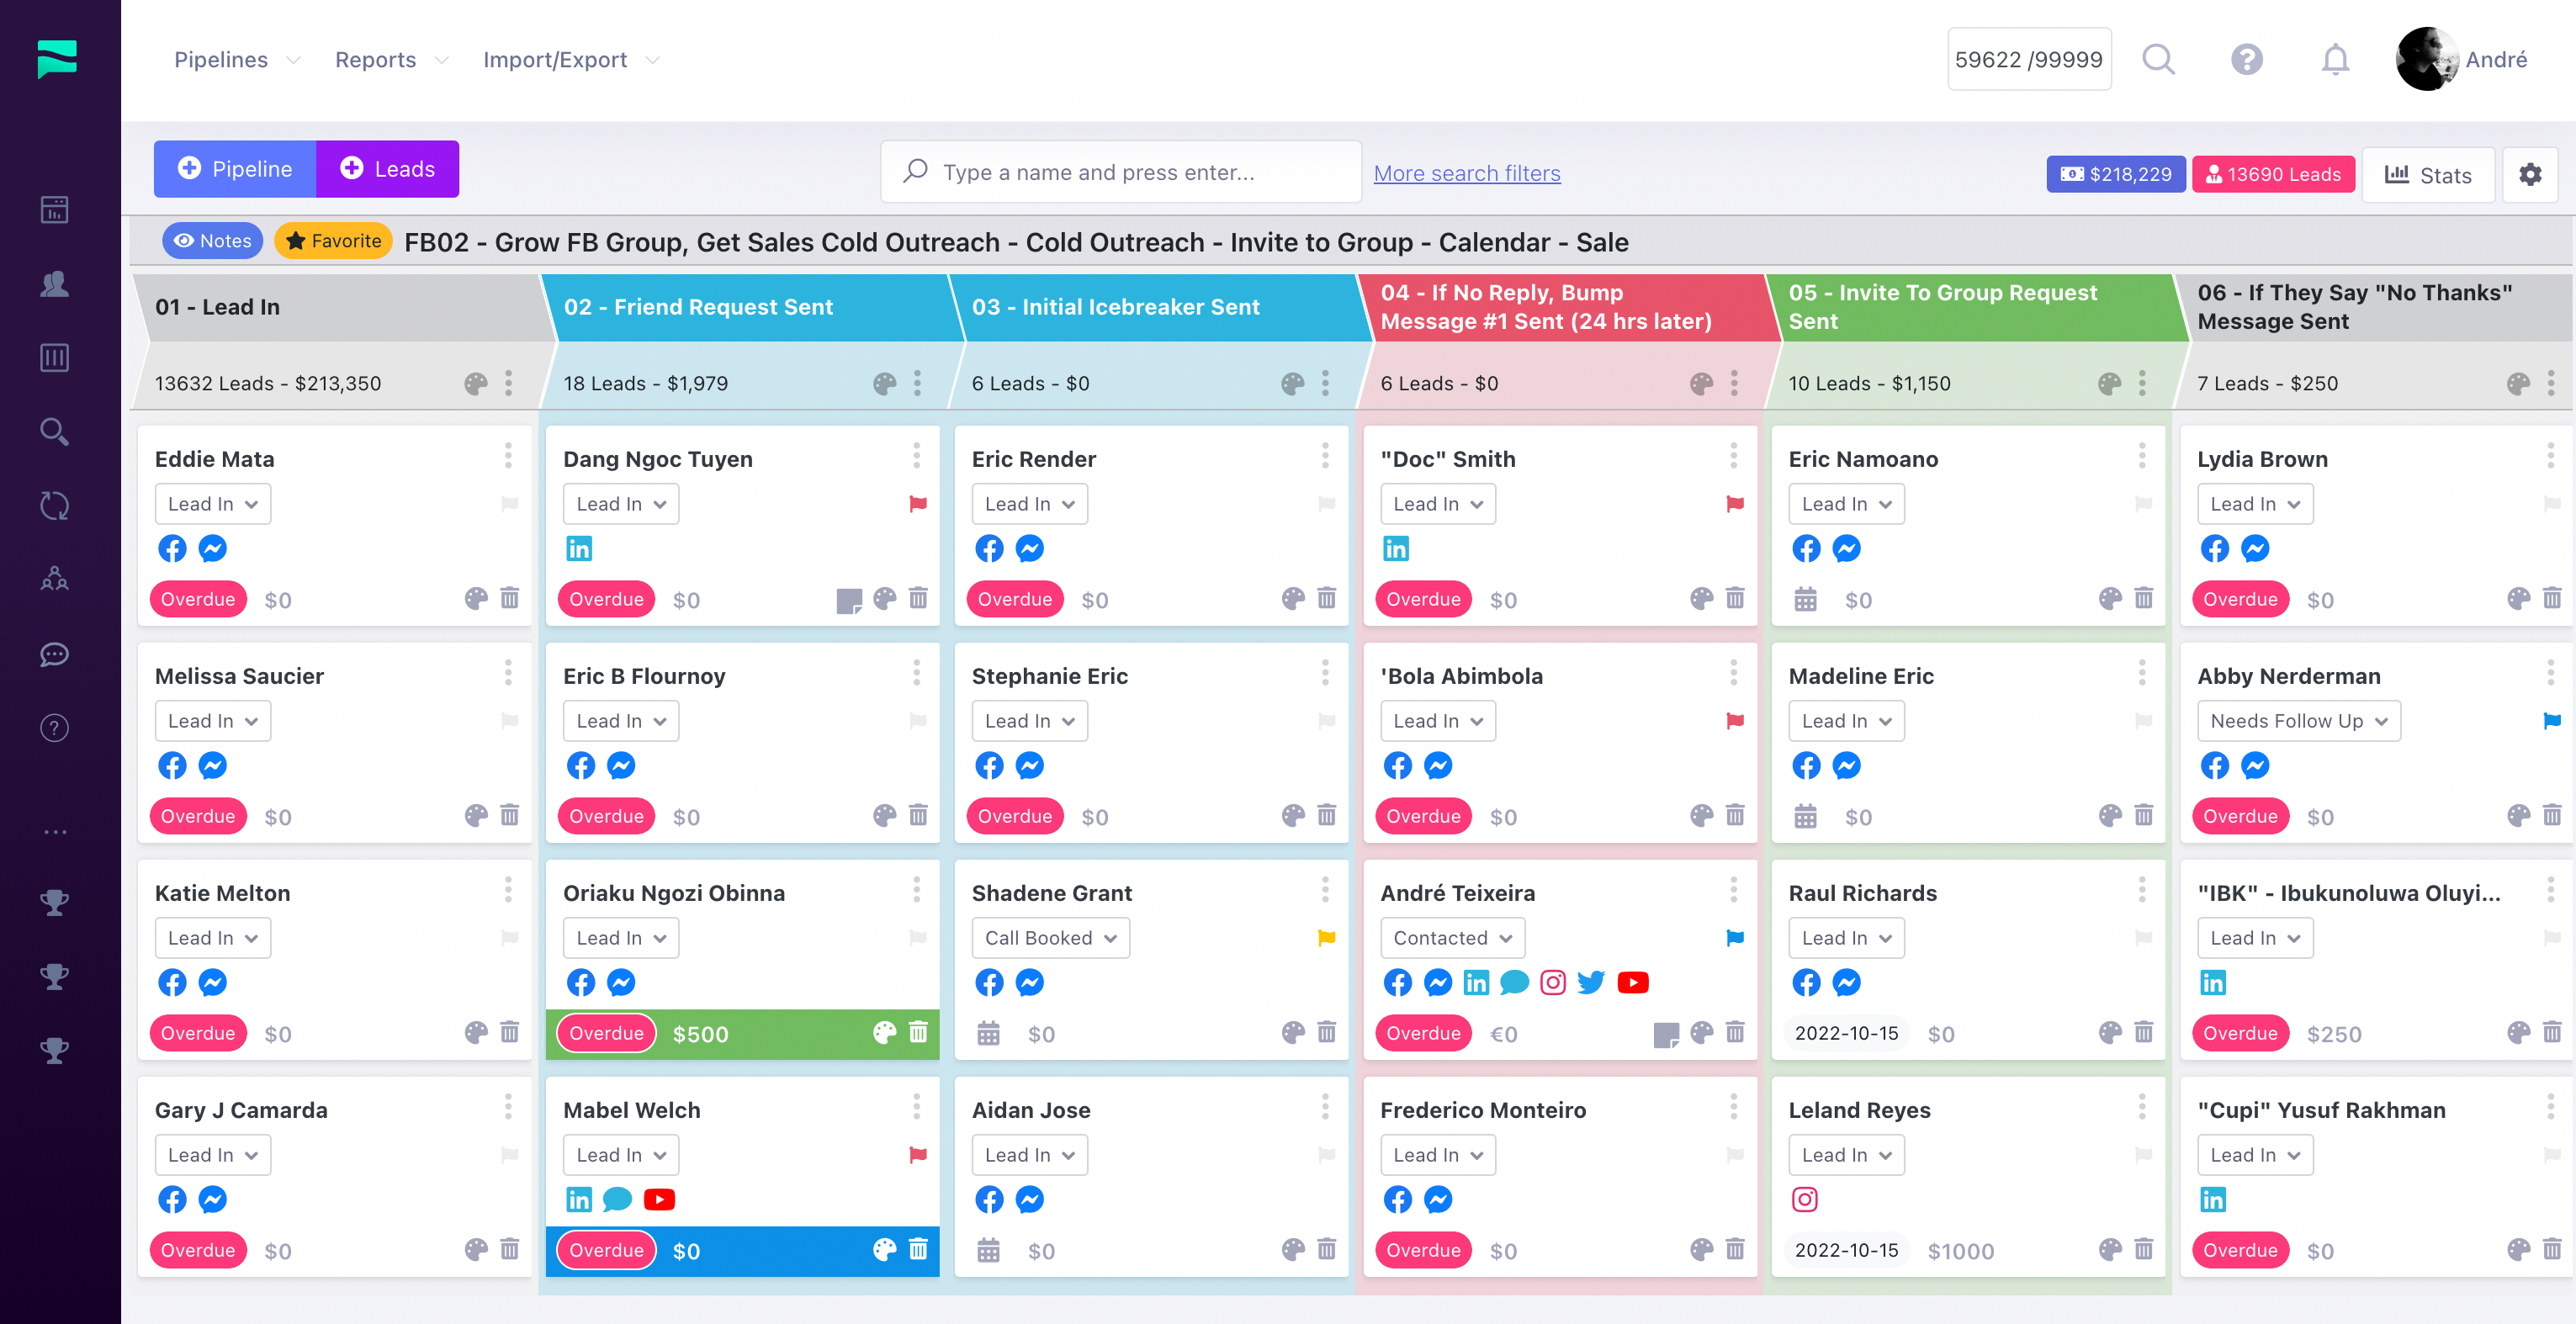 Pipelines Reports Import/Export 59622 /99999 André
Pipeline Leads Type a name and press enter... More search filters $218,229 13690 Leads Stats
Notes Favorite FB02 - Grow FB Group, Get Sales Cold Outreach - Cold Outreach - Invite to Group - Calendar - Sale
01 - Lead In
13632 Leads - $213,350
Eddie Mata
Lead In
Overdue $0
Melissa Saucier
Lead In
Overdue $0
Katie Melton
Lead In
Overdue $0
Gary J Camarda
Lead In
Overdue $0
02 - Friend Request Sent
18 Leads - $1,979
Dang Ngoc Tuyen
Lead In
Overdue $0
Eric B Flournoy
Lead In
Overdue $0
Oriaku Ngozi Obinna
Lead In
Overdue $500
Mabel Welch
Lead In
Overdue $0
03 - Initial Icebreaker Sent
6 Leads - $0
Eric Render
Lead In
Overdue $0
Stephanie Eric
Lead In
Overdue $0
Shadene Grant
Call Booked
$0
Aidan Jose
Lead In
$0
04 - If No Reply, Bump
Message #1 Sent (24 hrs later)
6 Leads - $0
"Doc" Smith
Lead In
Overdue $0
'Bola Abimbola
Lead In
Overdue $0
André Teixeira
Contacted
Overdue €0
Frederico Monteiro
Lead In
Overdue $0
05 - Invite To Group Request
Sent
10 Leads - $1,150
Eric Namoano
Lead In
$0
Madeline Eric
Lead In
$0
Raul Richards
Lead In
2022-10-15 $0
Leland Reyes
Lead In
2022-10-15 $1000
06 - If They Say "No Thanks"
Message Sent
7 Leads - $250
Lydia Brown
Lead In
Overdue $0
Abby Nerderman
Needs Follow Up
Overdue $0
"IBK" - Ibukunoluwa Oluyi...
Lead In
Overdue $250
"Cupi" Yusuf Rakhman
Lead In
Overdue $0